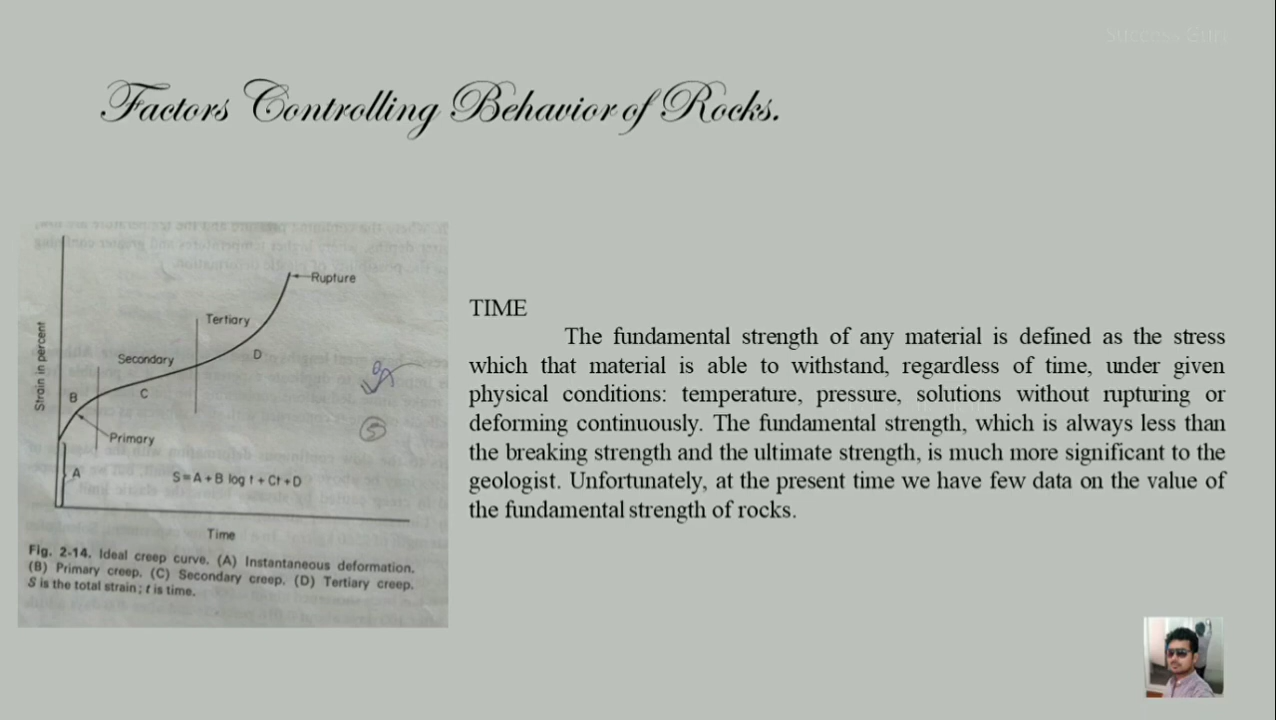 Factors Controlling Behavior of Rocks.
Rupture
Tertiary
D
Secondary
C
B
Primary
A
S=A+B log t + Ct + D
Strain in percent
Time
Fig. 2-14. Ideal creep curve. (A) Instantaneous deformation.
(B) Primary creep. (C) Secondary creep. (D) Tertiary creep.
S is the total strain; t is time.
TIME
The fundamental strength of any material is defined as the stress
which that material is able to withstand, regardless of time, under given
physical conditions: temperature, pressure, solutions without rupturing or
deforming continuously. The fundamental strength, which is always less than
the breaking strength and the ultimate strength, is much more significant to the
geologist. Unfortunately, at the present time we have few data on the value of
the fundamental strength of rocks.